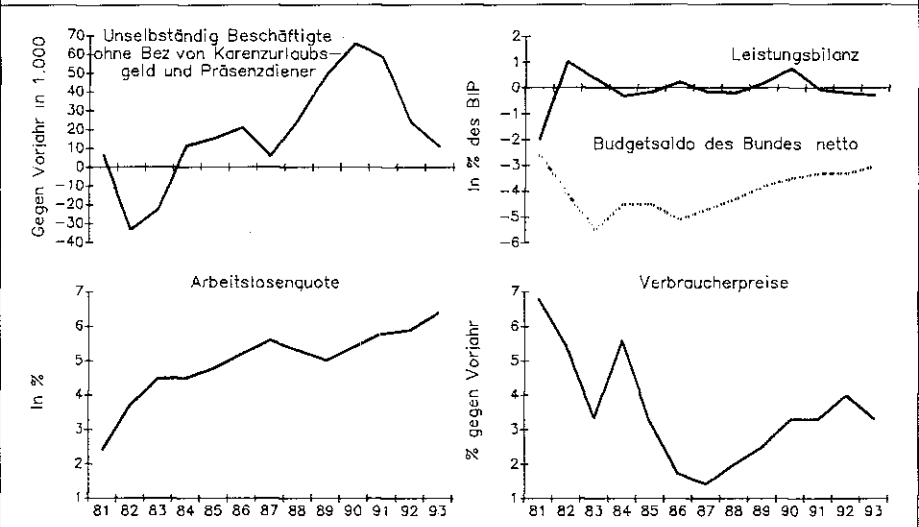 Unselbständig Beschäftigte
ohne Bez von Karenzurlaubs-
geld und Präsenzdiener
Gegen Vorjahr in 1.000
70
60
50
40
30
20
10
0
-10
-20
-30
-40
Leistungsbilanz
Budgetsaldo des Bundes netto
In % des BIP
2
1
0
-1
-2
-3
-4
-5
-6
Arbeitslosenquote
In %
7
6
5
4
3
2
1
81 82 83 84 85 86 87 88 89 90 91 92 93
Verbraucherpreise
% gegen Vorjahr
7
6
5
4
3
2
1
81 82 83 84 85 86 87 88 89 90 91 92 93